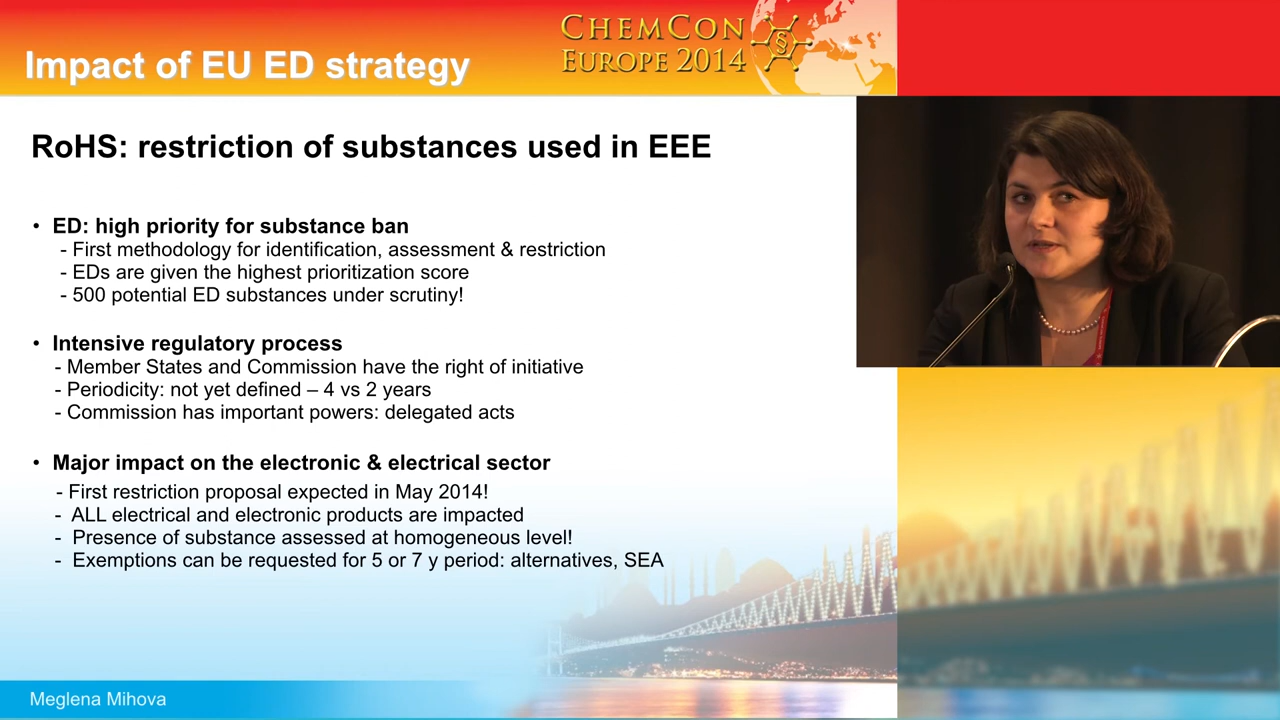 Impact of EU ED strategy
CHEMCON
EUROPE 2014
§
RoHS: restriction of substances used in EEE
• ED: high priority for substance ban
- First methodology for identification, assessment & restriction
- EDs are given the highest prioritization score
- 500 potential ED substances under scrutiny!
• Intensive regulatory process
- Member States and Commission have the right of initiative
- Periodicity: not yet defined – 4 vs 2 years
- Commission has important powers: delegated acts
• Major impact on the electronic & electrical sector
- First restriction proposal expected in May 2014!
- ALL electrical and electronic products are impacted
- Presence of substance assessed at homogeneous level!
- Exemptions can be requested for 5 or 7 y period: alternatives, SEA
Meglena Mihova